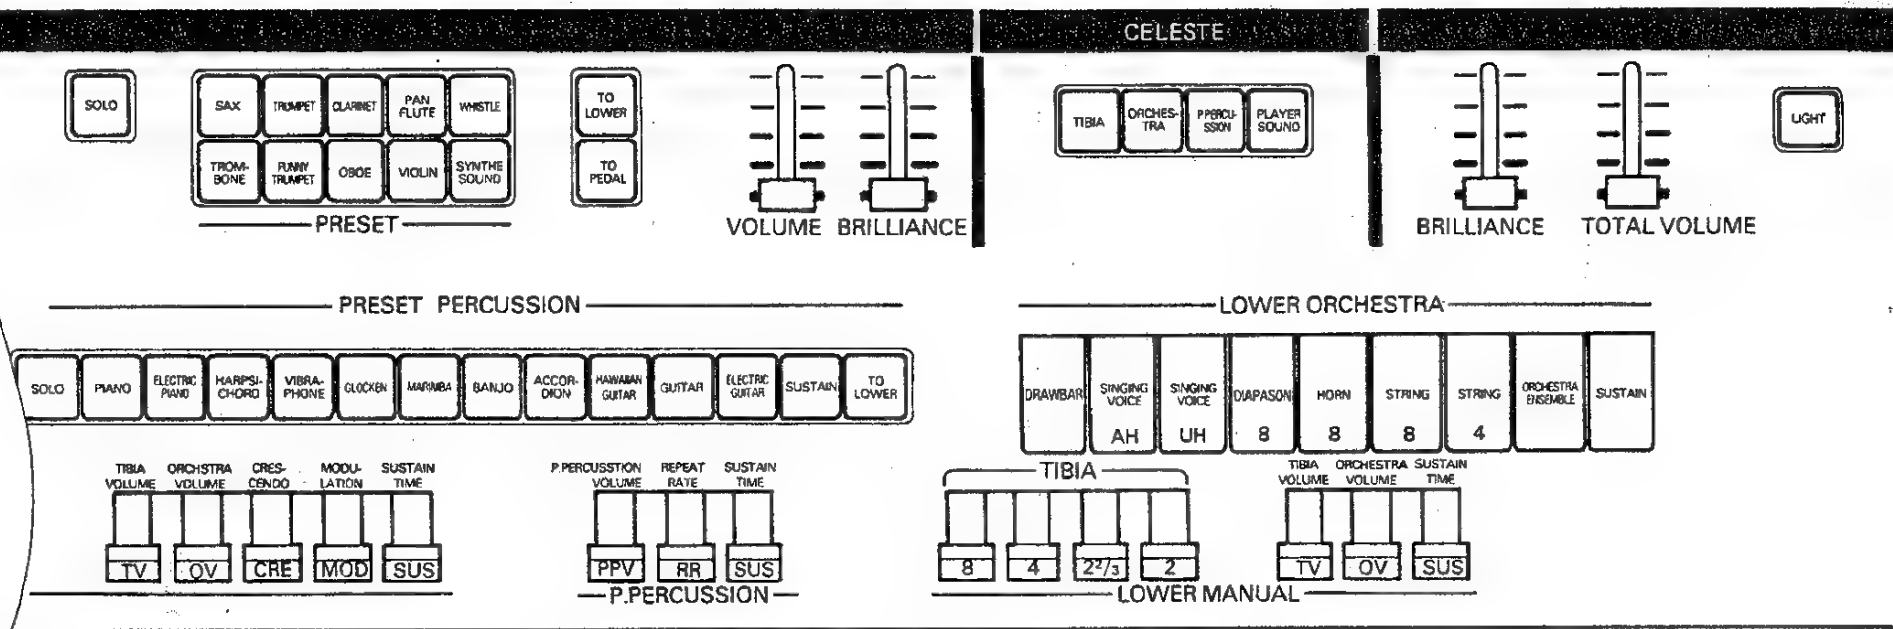 CELESTE
SOLO
SAX TRUMPET CLARINET PAN FLUTE WHISTLE
TROM-BONE FUNNY TRUMPET OBOE VIOLIN SYNTHE SOUND
PRESET
TO LOWER
TO PEDAL
VOLUME BRILLIANCE
TIBIA ORCHES-TRA P.PERCU-SSION PLAYER SOUND
BRILLIANCE TOTAL VOLUME
LIGHT
PRESET PERCUSSION
SOLO PIANO ELECTRIC PIANO HARPSI-CHORD VIBRA-PHONE GLOCKEN MARIMBA BANJO ACCOR-DION HAWAIIAN GUITAR GUITAR ELECTRIC GUITAR SUSTAIN TO LOWER
LOWER ORCHESTRA
DRAWBAR SINGING VOICE AH SINGING VOICE UH DIAPASON 8 HORN 8 STRING 8 STRING 4 ORCHESTRA ENSEMBLE SUSTAIN
TIBIA VOLUME ORCHSTRA VOLUME CRES-CENDO MODU-LATION SUSTAIN TIME
TV OV CRE MOD SUS
P.PERCUSSTION VOLUME REPEAT RATE SUSTAIN TIME
PPV RR SUS
P.PERCUSSION
TIBIA
8 4 2²/₃ 2
TIBIA VOLUME ORCHESTRA VOLUME SUSTAIN TIME
TV OV SUS
LOWER MANUAL